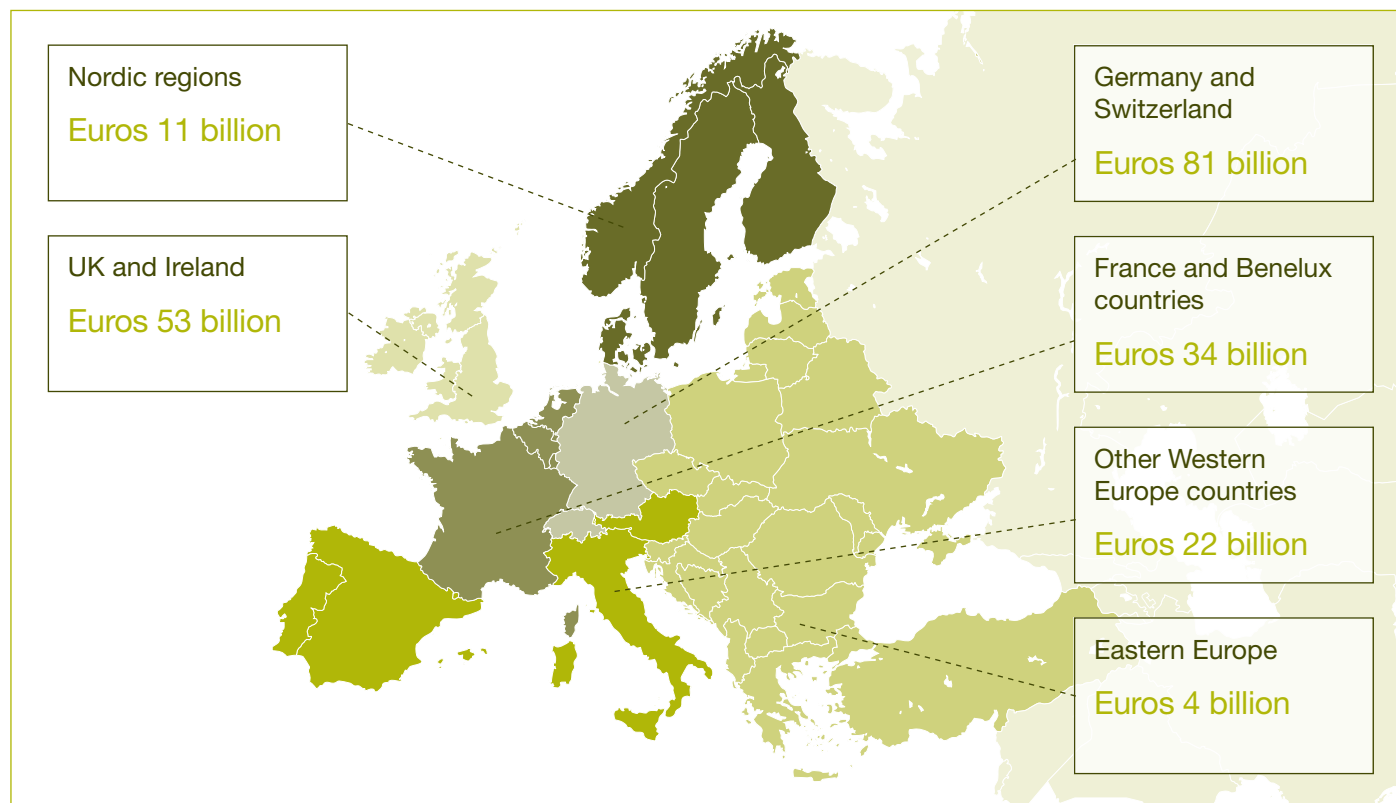 Nordic regions
Euros 11 billion
UK and Ireland
Euros 53 billion
Germany and
Switzerland
Euros 81 billion
France and Benelux
countries
Euros 34 billion
Other Western
Europe countries
Euros 22 billion
Eastern Europe
Euros 4 billion